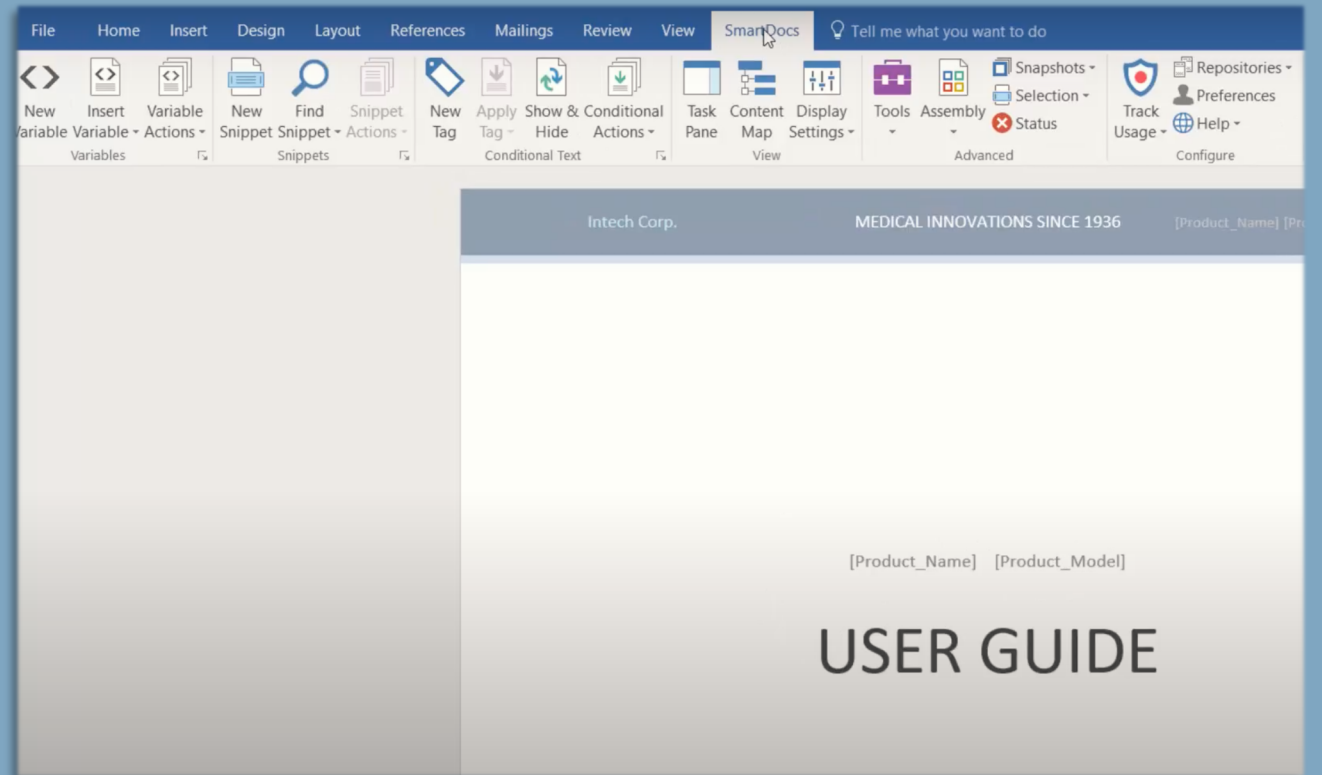 File Home Insert Design Layout References Mailings Review View SmartDocs Tell me what you want to do
New Variable
Insert Variable
Variable Actions
Variables
New Snippet
Find Snippet
Snippet Actions
Snippets
New Tag
Apply Tag
Show & Hide
Conditional Actions
Conditional Text
Task Pane
Content Map
Display Settings
View
Tools
Assembly
Snapshots
Selection
Status
Advanced
Track Usage
Repositories
Preferences
Help
Configure
Intech Corp. MEDICAL INNOVATIONS SINCE 1936 [Product_Name]
[Product_Name] [Product_Model]
USER GUIDE